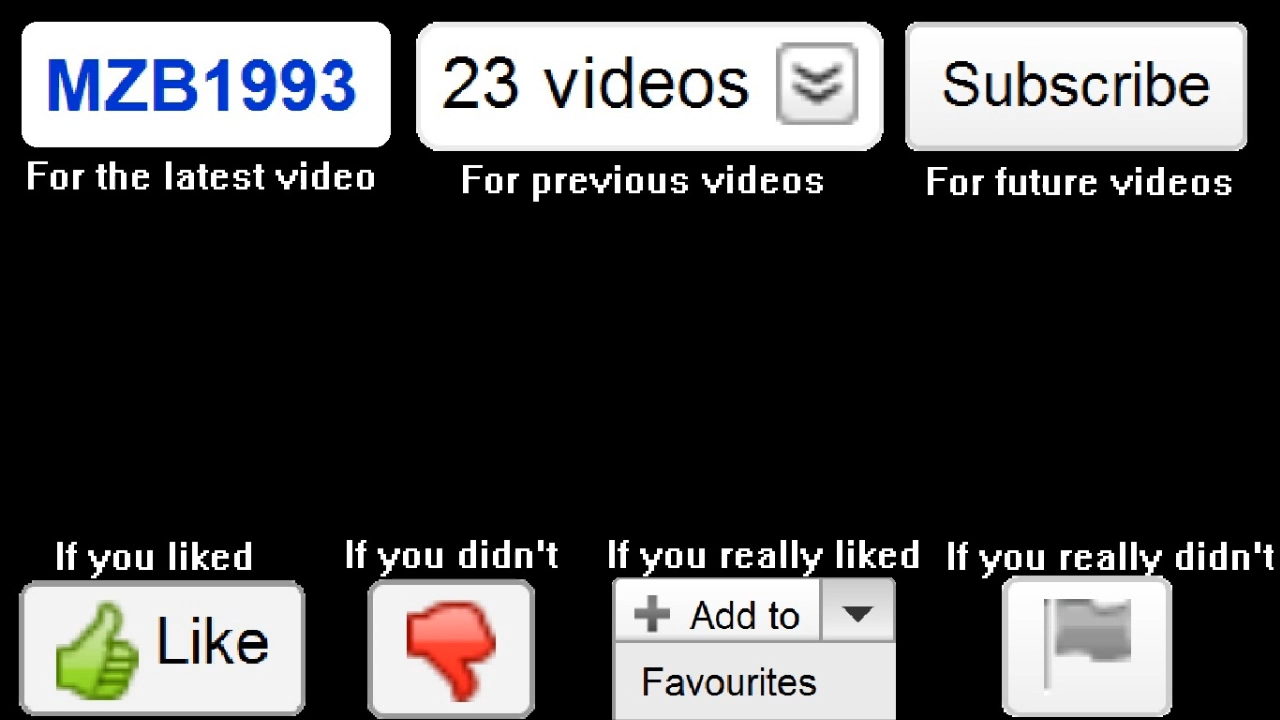 MZB1993
23 videos
Subscribe
For the latest video
For previous videos
For future videos
If you liked
If you didn't
If you really liked
If you really didn't
Like
Add to
Favourites